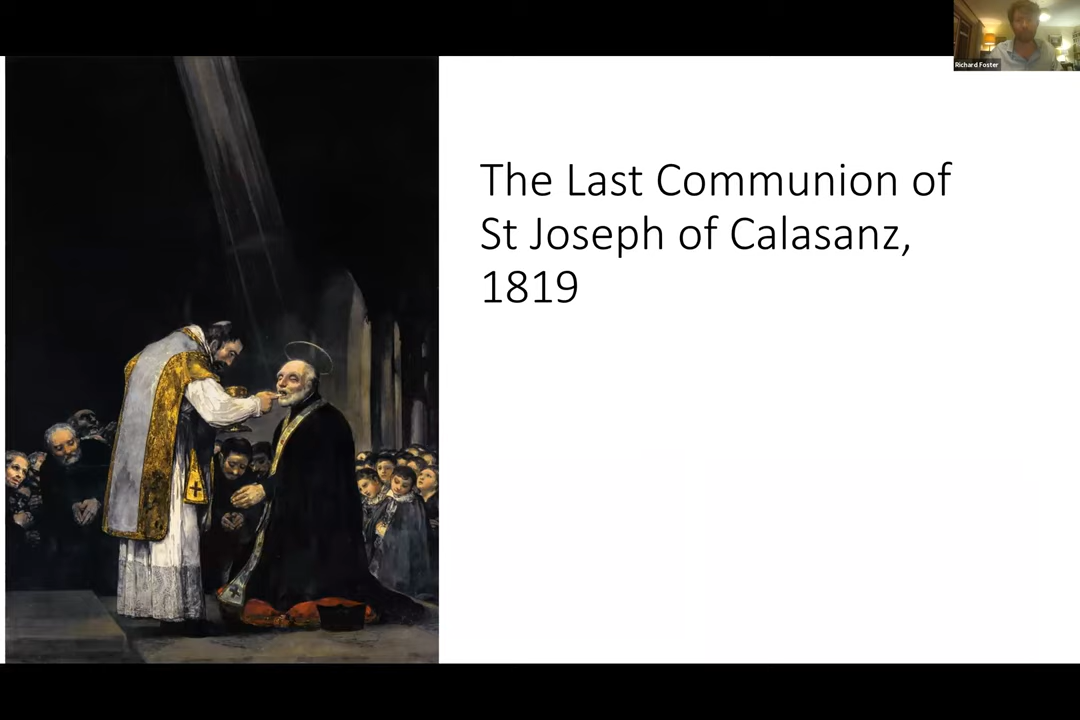 Richard Foster
The Last Communion of
St Joseph of Calasanz,
1819